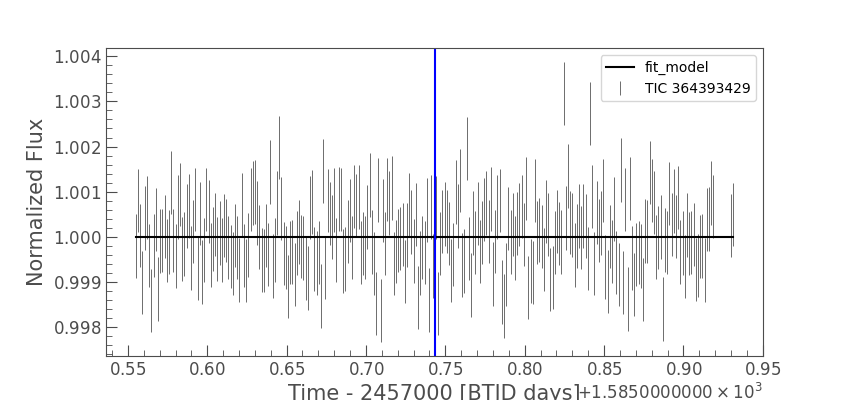 1.004
1.003
1.002
1.001
1.000
0.999
0.998
Normalized Flux
fit_model
TIC 364393429
0.55 0.60 0.65 0.70 0.75 0.80 0.85 0.90 0.95
Time - 2457000 [BTJD days]
+1.5850000000 × 10³